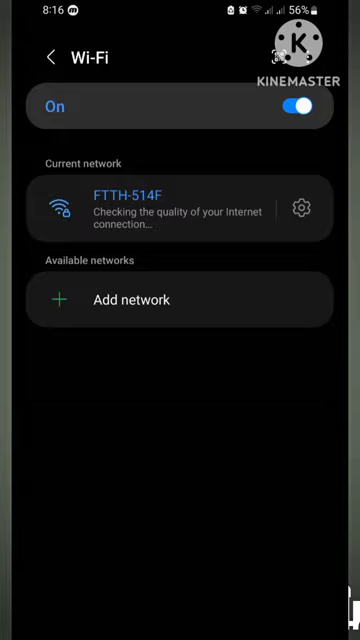 8:16 56%
Wi-Fi
K
KINEMASTER
On
Current network
FTTH-514F
Checking the quality of your Internet
connection...
Available networks
Add network